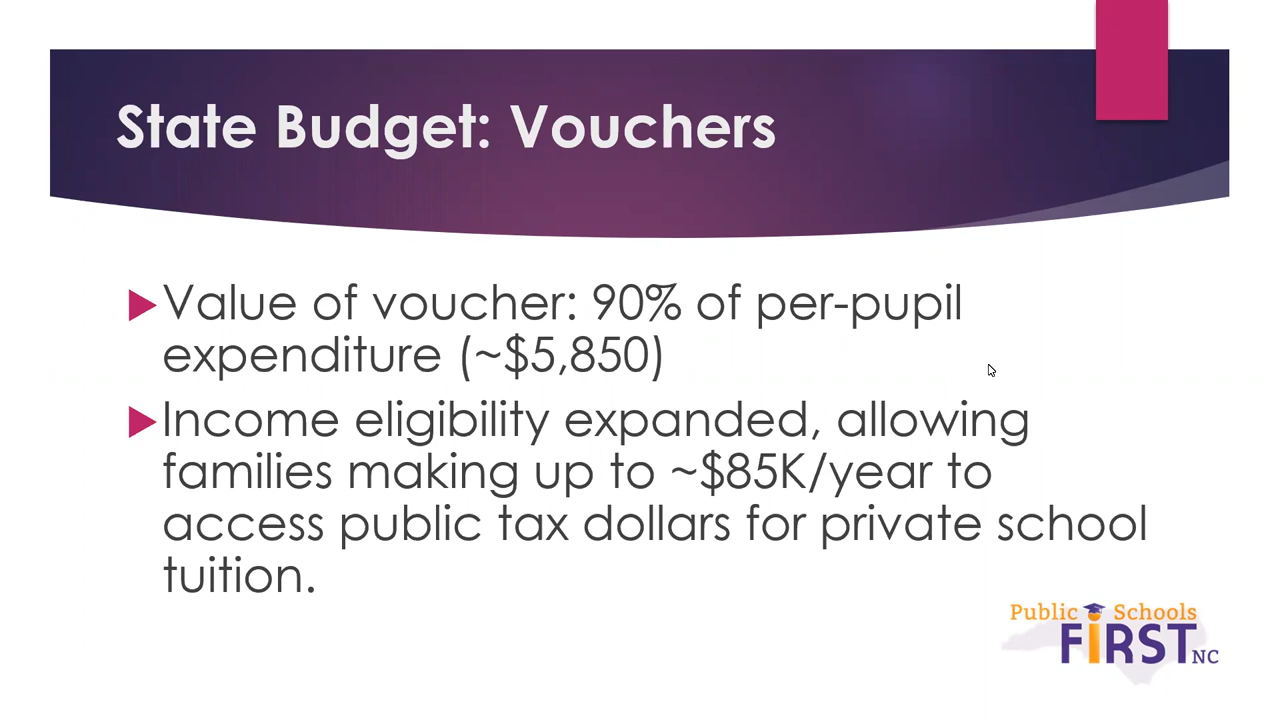 State Budget: Vouchers
Value of voucher: 90% of per-pupil
expenditure (~$5,850)
Income eligibility expanded, allowing
families making up to ~$85K/year to
access public tax dollars for private school
tuition.
Public Schools
FiRST NC